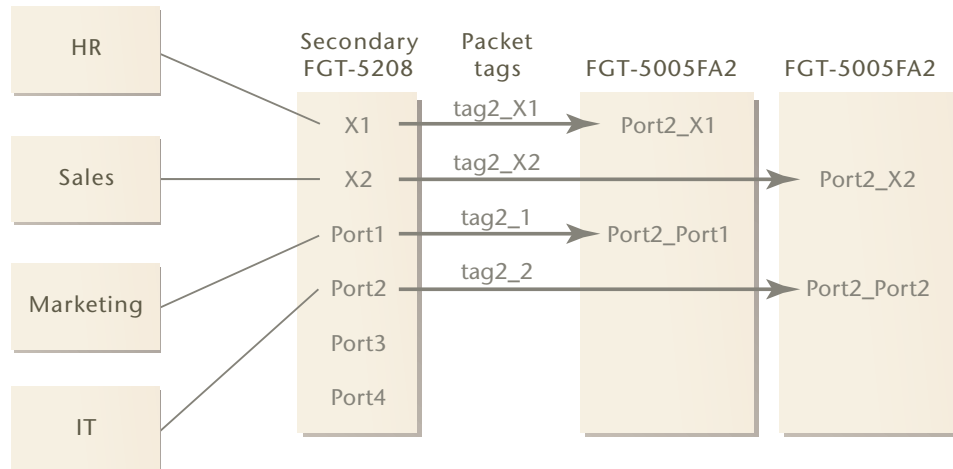 HR
Sales
Marketing
IT
Secondary
FGT-5208
X1
X2
Port1
Port2
Port3
Port4
Packet
tags
tag2_X1
tag2_X2
tag2_1
tag2_2
FGT-5005FA2
Port2_X1
Port2_Port1
FGT-5005FA2
Port2_X2
Port2_Port2